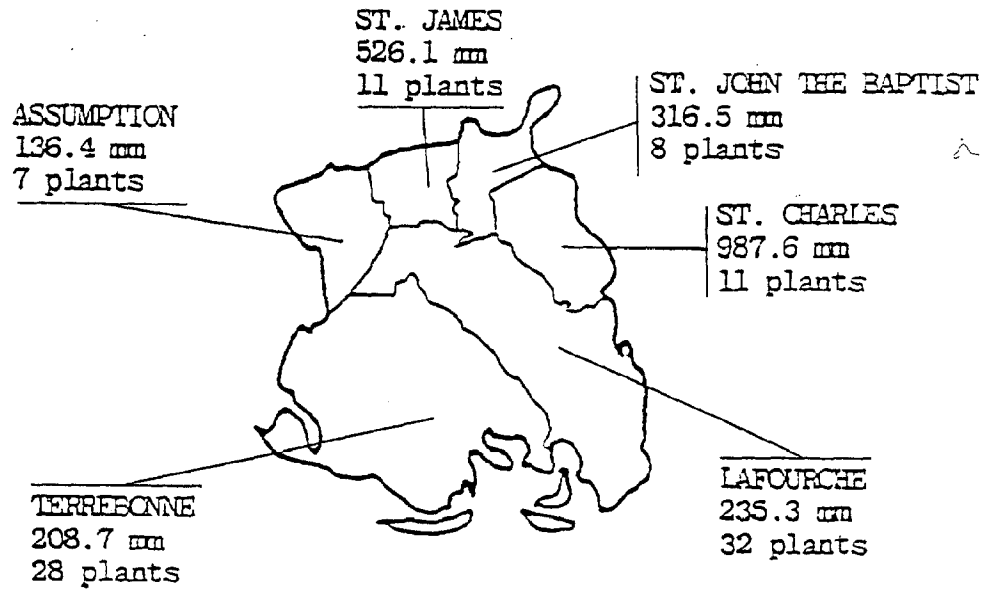 ST. JAMES
526.1 mm
11 plants
ST. JOHN THE BAPTIST
316.5 mm
8 plants
ASSUMPTION
136.4 mm
7 plants
ST. CHARLES
987.6 mm
11 plants
LAFOURCHE
235.3 mm
32 plants
TERREBONNE
208.7 mm
28 plants